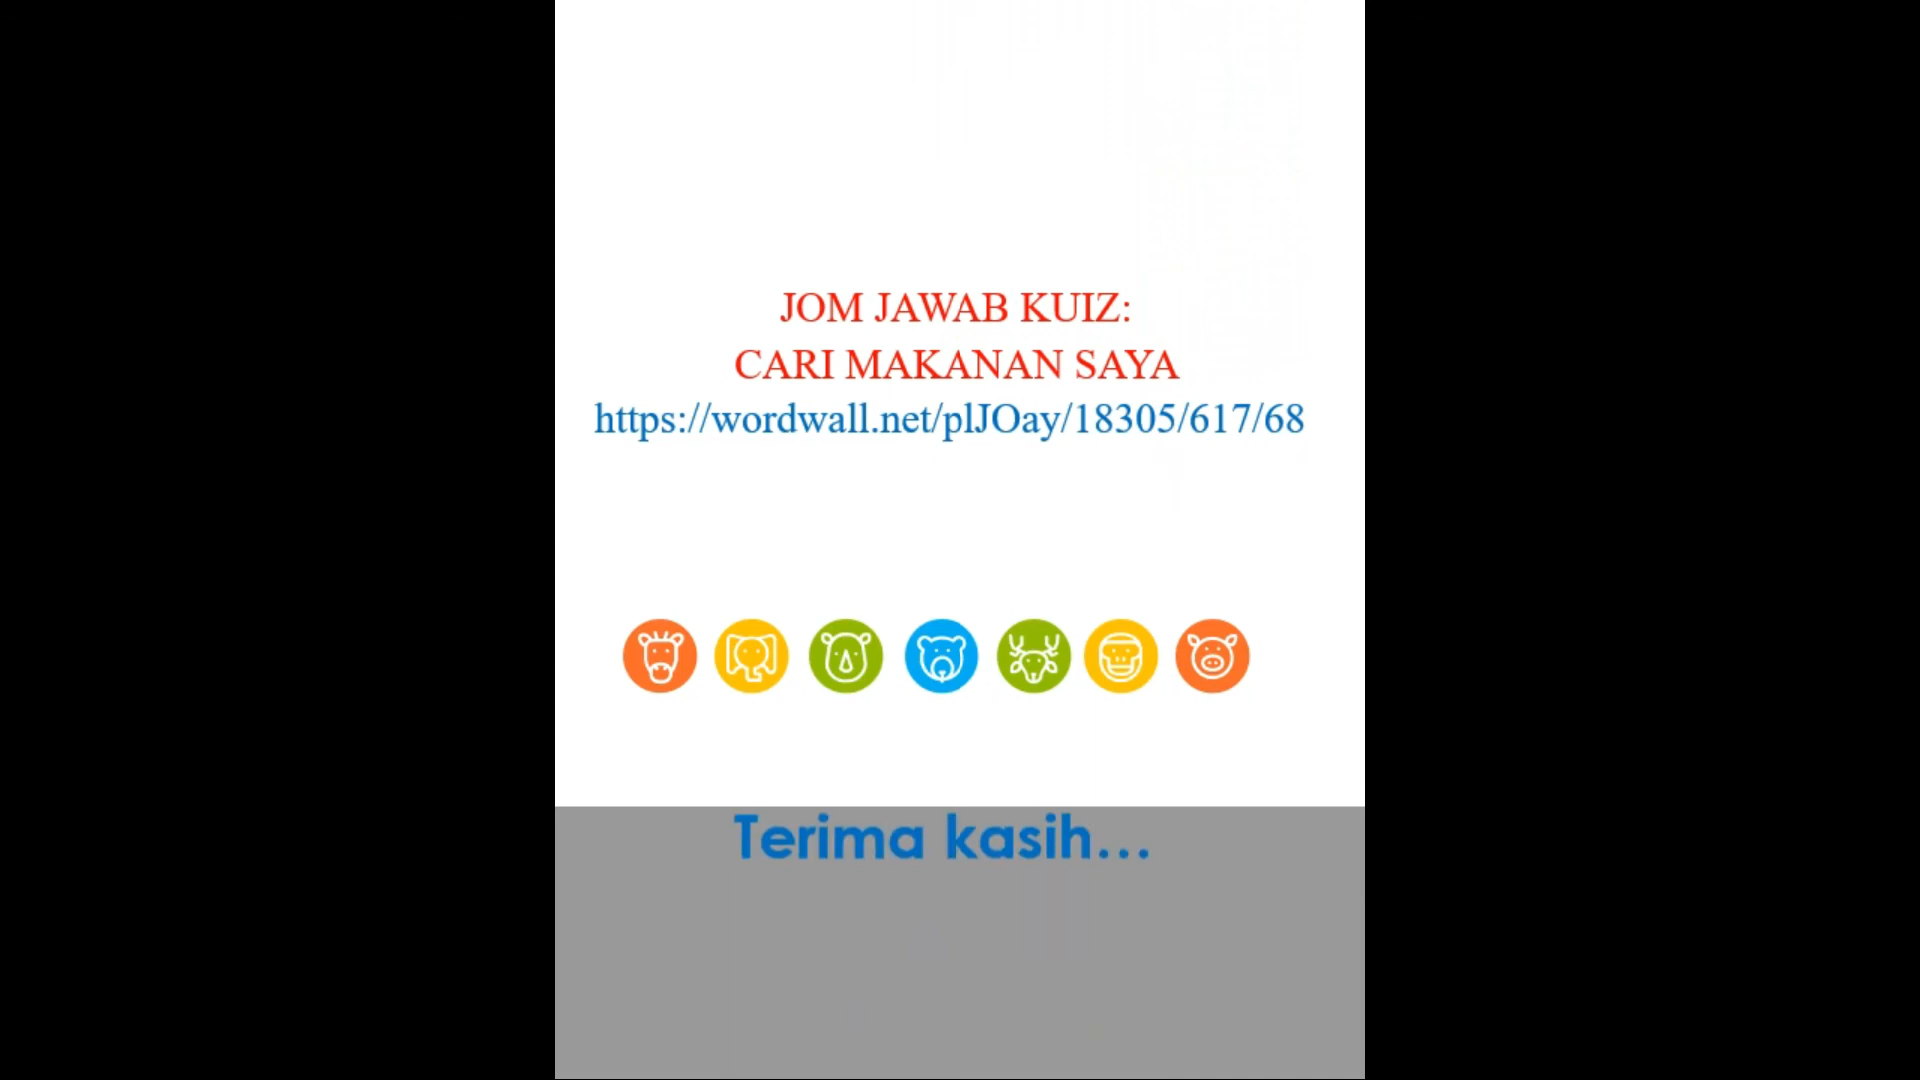 JOM JAWAB KUIZ:
CARI MAKANAN SAYA
https://wordwall.net/plJOay/18305/617/68
Terima kasih...